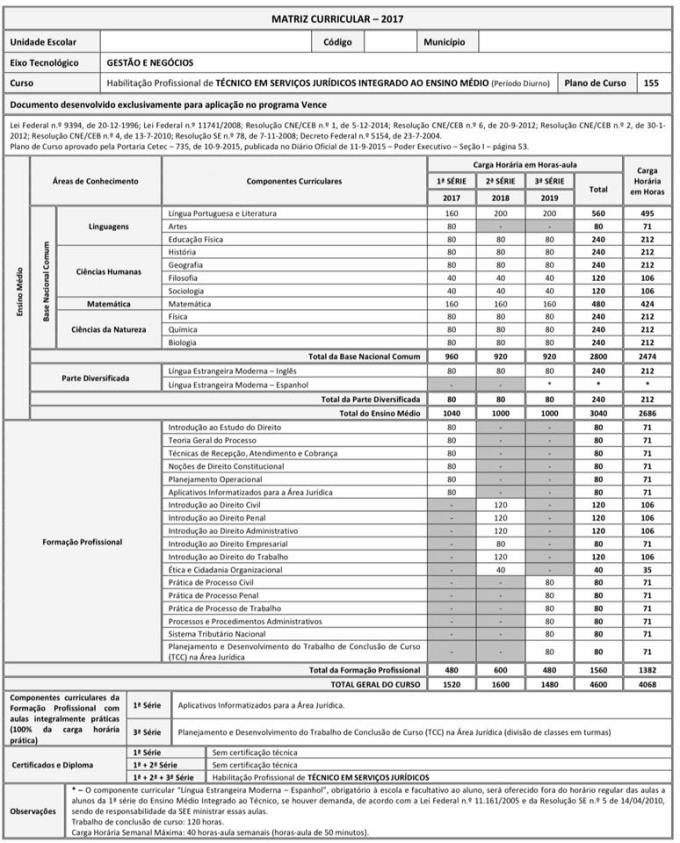 MATRIZ CURRICULAR – 2017
Unidade Escolar Código Município
Eixo Tecnológico GESTÃO E NEGÓCIOS
Curso Habilitação Profissional de TÉCNICO EM SERVIÇOS JURÍDICOS INTEGRADO AO ENSINO MÉDIO (Período Diurno) Plano de Curso 155
Documento desenvolvido exclusivamente para aplicação no programa Vence
Lei Federal n.º 9394, de 20-12-1996; Lei Federal n.º 11741/2008; Resolução CNE/CEB n.º 1, de 5-12-2014; Resolução CNE/CEB n.º 6, de 20-9-2012; Resolução CNE/CEB n.º 2, de 30-1-
2012; Resolução CNE/CEB n.º 4, de 13-7-2010; Resolução SE n.º 78, de 7-11-2008; Decreto Federal n.º 5154, de 23-7-2004.
Plano de Curso aprovado pela Portaria Cetec – 735, de 10-9-2015, publicada no Diário Oficial de 11-9-2015 – Poder Executivo – Seção I – página 53.
Áreas de Conhecimento Componentes Curriculares Carga Horária em Horas-aula Carga Horária em Horas
1ª SÉRIE 2ª SÉRIE 3ª SÉRIE Total
2017 2018 2019
Ensino Médio
Base Nacional Comum
Linguagens
Língua Portuguesa e Literatura 160 200 200 560 495
Artes 80 - - 80 71
Educação Física 80 80 80 240 212
Ciências Humanas
História 80 80 80 240 212
Geografia 80 80 80 240 212
Filosofia 40 40 40 120 106
Sociologia 40 40 40 120 106
Matemática Matemática 160 160 160 480 424
Ciências da Natureza
Física 80 80 80 240 212
Química 80 80 80 240 212
Biologia 80 80 80 240 212
Total da Base Nacional Comum 960 920 920 2800 2474
Parte Diversificada
Língua Estrangeira Moderna – Inglês 80 80 80 240 212
Língua Estrangeira Moderna – Espanhol - - * * *
Total da Parte Diversificada 80 80 80 240 212
Total do Ensino Médio 1040 1000 1000 3040 2686
Formação Profissional
Introdução ao Estudo do Direito 80 - - 80 71
Teoria Geral do Processo 80 - - 80 71
Técnicas de Recepção, Atendimento e Cobrança 80 - - 80 71
Noções de Direito Constitucional 80 - - 80 71
Planejamento Operacional 80 - - 80 71
Aplicativos Informatizados para a Área Jurídica 80 - - 80 71
Introdução ao Direito Civil - 120 - 120 106
Introdução ao Direito Penal - 120 - 120 106
Introdução ao Direito Administrativo - 120 - 120 106
Introdução ao Direito Empresarial - 80 - 80 71
Introdução ao Direito do Trabalho - 120 - 120 106
Ética e Cidadania Organizacional - 40 - 40 35
Prática de Processo Civil - - 80 80 71
Prática de Processo Penal - - 80 80 71
Prática de Processo de Trabalho - - 80 80 71
Processos e Procedimentos Administrativos - - 80 80 71
Sistema Tributário Nacional - - 80 80 71
Planejamento e Desenvolvimento do Trabalho de Conclusão de Curso
(TCC) na Área Jurídica - - 80 80 71
Total da Formação Profissional 480 600 480 1560 1382
TOTAL GERAL DO CURSO 1520 1600 1480 4600 4068
Componentes curriculares da
Formação Profissional com
aulas integralmente práticas
(100% da carga horária
prática)
1ª Série Aplicativos Informatizados para a Área Jurídica.
3ª Série Planejamento e Desenvolvimento do Trabalho de Conclusão de Curso (TCC) na Área Jurídica (divisão de classes em turmas)
Certificados e Diploma
1ª Série Sem certificação técnica
1ª + 2ª Série Sem certificação técnica
1ª + 2ª + 3ª Série Habilitação Profissional de TÉCNICO EM SERVIÇOS JURÍDICOS
Observações
* – O componente curricular “Língua Estrangeira Moderna – Espanhol”, obrigatório à escola e facultativo ao aluno, será oferecido fora do horário regular das aulas a
alunos da 1ª série do Ensino Médio Integrado ao Técnico, se houver demanda, de acordo com a Lei Federal n.º 11.161/2005 e da Resolução SE n.º 5 de 14/04/2010,
sendo de responsabilidade da SEE ministrar essas aulas.
Trabalho de conclusão de curso: 120 horas.
Carga Horária Semanal Máxima: 40 horas-aula semanais (horas-aula de 50 minutos).